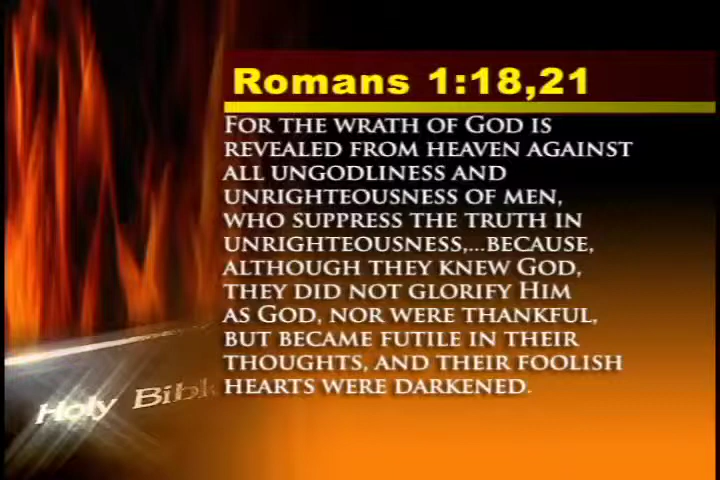 Romans 1:18,21
FOR THE WRATH OF GOD IS
REVEALED FROM HEAVEN AGAINST
ALL UNGODLINESS AND
UNRIGHTEOUSNESS OF MEN,
WHO SUPPRESS THE TRUTH IN
UNRIGHTEOUSNESS,...BECAUSE,
ALTHOUGH THEY KNEW GOD,
THEY DID NOT GLORIFY HIM
AS GOD, NOR WERE THANKFUL,
BUT BECAME FUTILE IN THEIR
THOUGHTS, AND THEIR FOOLISH
HEARTS WERE DARKENED.
Holy Bible